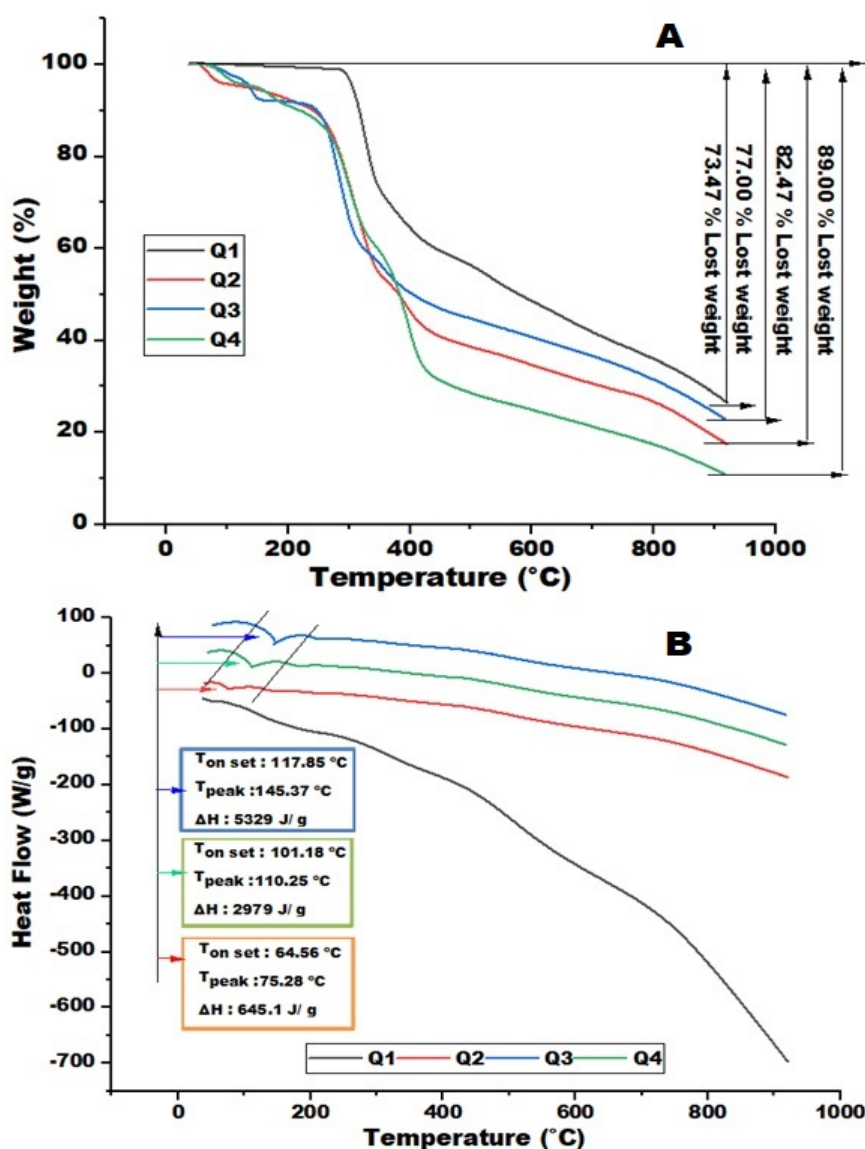 A
100
80
60
40
20
0
Weight (%)
Q1
Q2
Q3
Q4
73.47 % Lost weight
77.00 % Lost weight
82.47 % Lost weight
89.00 % Lost weight
0 200 400 600 800 1000
Temperature (°C)
B
100
0
-100
-200
-300
-400
-500
-600
-700
Heat Flow (W/g)
Ton set : 117.85 °C
Tpeak :145.37 °C
ΔH : 5329 J/ g
Ton set : 101.18 °C
Tpeak :110.25 °C
ΔH : 2979 J/ g
Ton set : 64.56 °C
Tpeak : 75.28 °C
ΔH : 645.1 J/ g
Q1 Q2 Q3 Q4
0 200 400 600 800 1000
Temperature (°C)